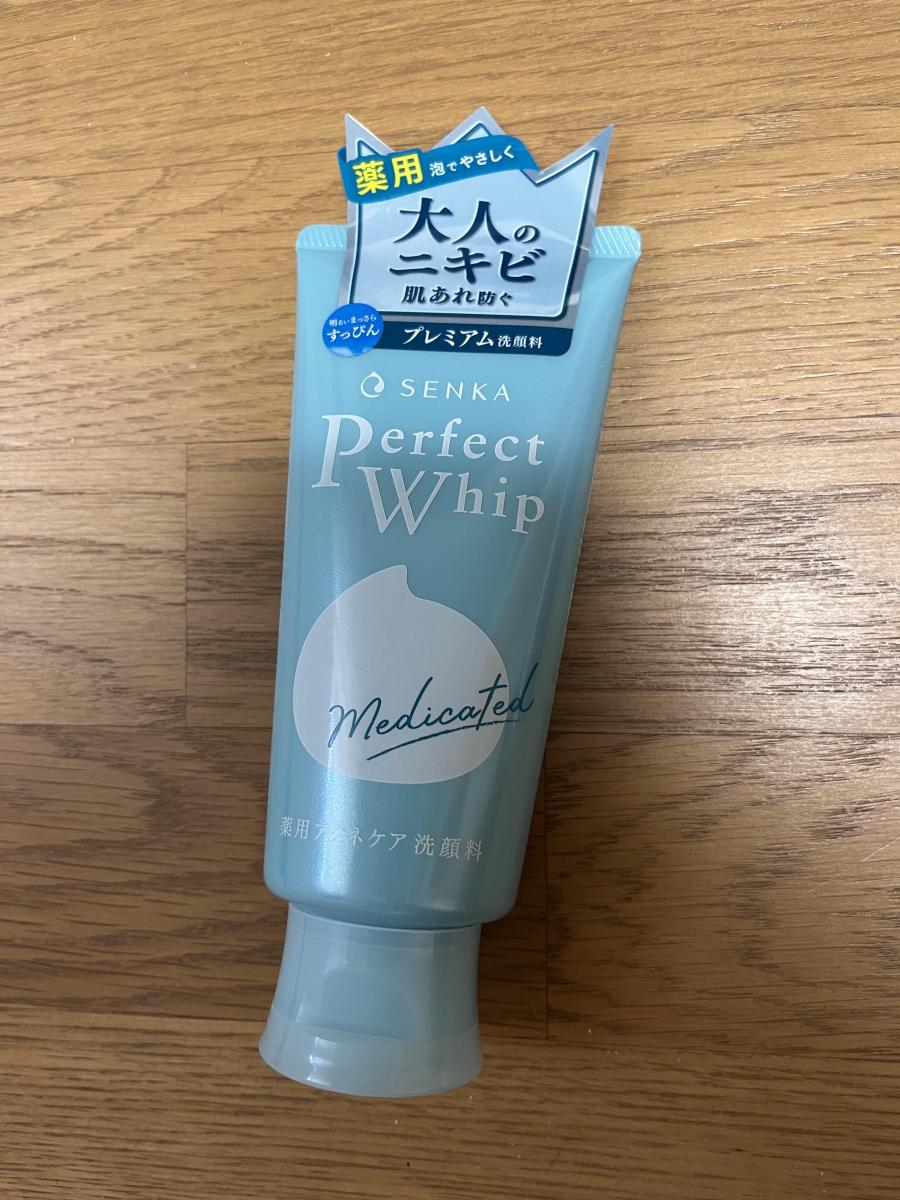 薬用 泡でやさしく
大人の
ニキビ
肌あれ防ぐ
明るいまっさら
すっぴん
プレミアム洗顔料
SENKA
Perfect
Whip
Medicated
薬用アクネケア 洗顔料